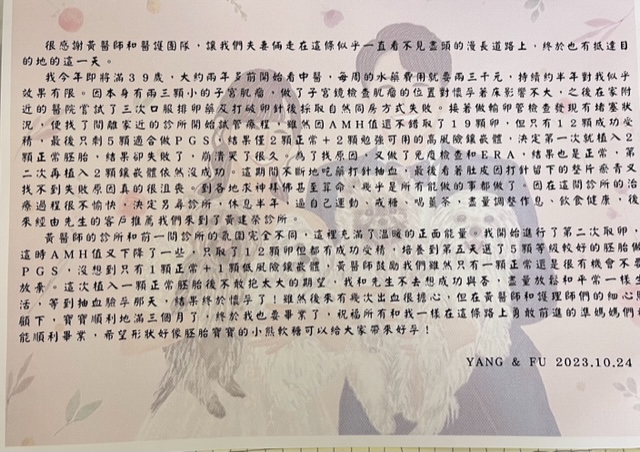 很感謝黃醫師和醫護團隊，讓我們夫妻倆走在這條似乎一直看不見盡頭的漫長道路上，終於也有抵達目
的地的這一天。
我今年即將滿39歲，大約兩年多前開始看中醫，每周的水藥費用就要兩三千元，持續約半年對我似乎
效果有限。因本身有兩三顆小的子宮肌瘤，做了子宮鏡檢查肌瘤的位置對懷孕著床影響不大，之後在家附
近的醫院嘗試了三次口服排卵藥及打破卵針後採取自然同房方式失敗。接著做輸卵管檢查發現有堵塞狀
況，便找了間離家近的診所開始試管療程，雖然因AMH值還不錯取了19顆卵，但只有12顆成功受
精，最後只剩5顆適合做PGS，結果僅2顆正常+2顆勉強可用的高風險鑲嵌體，決定第一次就植入2
顆正常胚胎，結果卻失敗了，崩潰哭了很久，為了找原因，又做了免疫檢查和ERA，結果也是正常，第
二次再植入2顆鑲嵌體依然沒成功，這期間不斷地吃藥打針抽血，最後看著肚皮因打針留下的整片瘀青又
找不到失敗原因真的很沮喪，到各地求神拜佛甚至算命，幾乎是所有能做的事都做了。因在這間診所的治
療過程很不愉快，決定另尋診所，休息半年，逼自己運動、戒糖、喝薑茶，盡量調整作息、飲食健康，後
來經由先生的客戶推薦我們來到了黃建榮診所。
黃醫師的診所和前一間診所的氛圍完全不同，這裡充滿了溫暖的正面能量。我開始進行了第二次取卵，
這時AMH值又下降了一些，只取了12顆但都有成功受精，培養到第五天選了5顆等級較好的胚胎做
PGS，沒想到只有1顆正常+1顆低風險鑲嵌體，黃醫師鼓勵我們雖然只有一顆正常還是很有機會不要
放棄。這次植入一顆正常胚胎後不敢抱太大的期望，我和先生不去想成功與否，盡量放鬆和平常一樣生
活，等到抽血驗孕那天，結果終於懷孕了！雖然後來有幾次出血很擔心，但在黃醫師和護理師們的細心照
顧下，寶寶順利地滿三個月了，終於我也要畢業了，祝福所有和我一樣在這條路上勇敢前進的準媽媽們都
能順利畢業，希望形狀好像胚胎寶寶的小熊軟糖可以給大家帶來好孕！
YANG & FU 2023.10.24